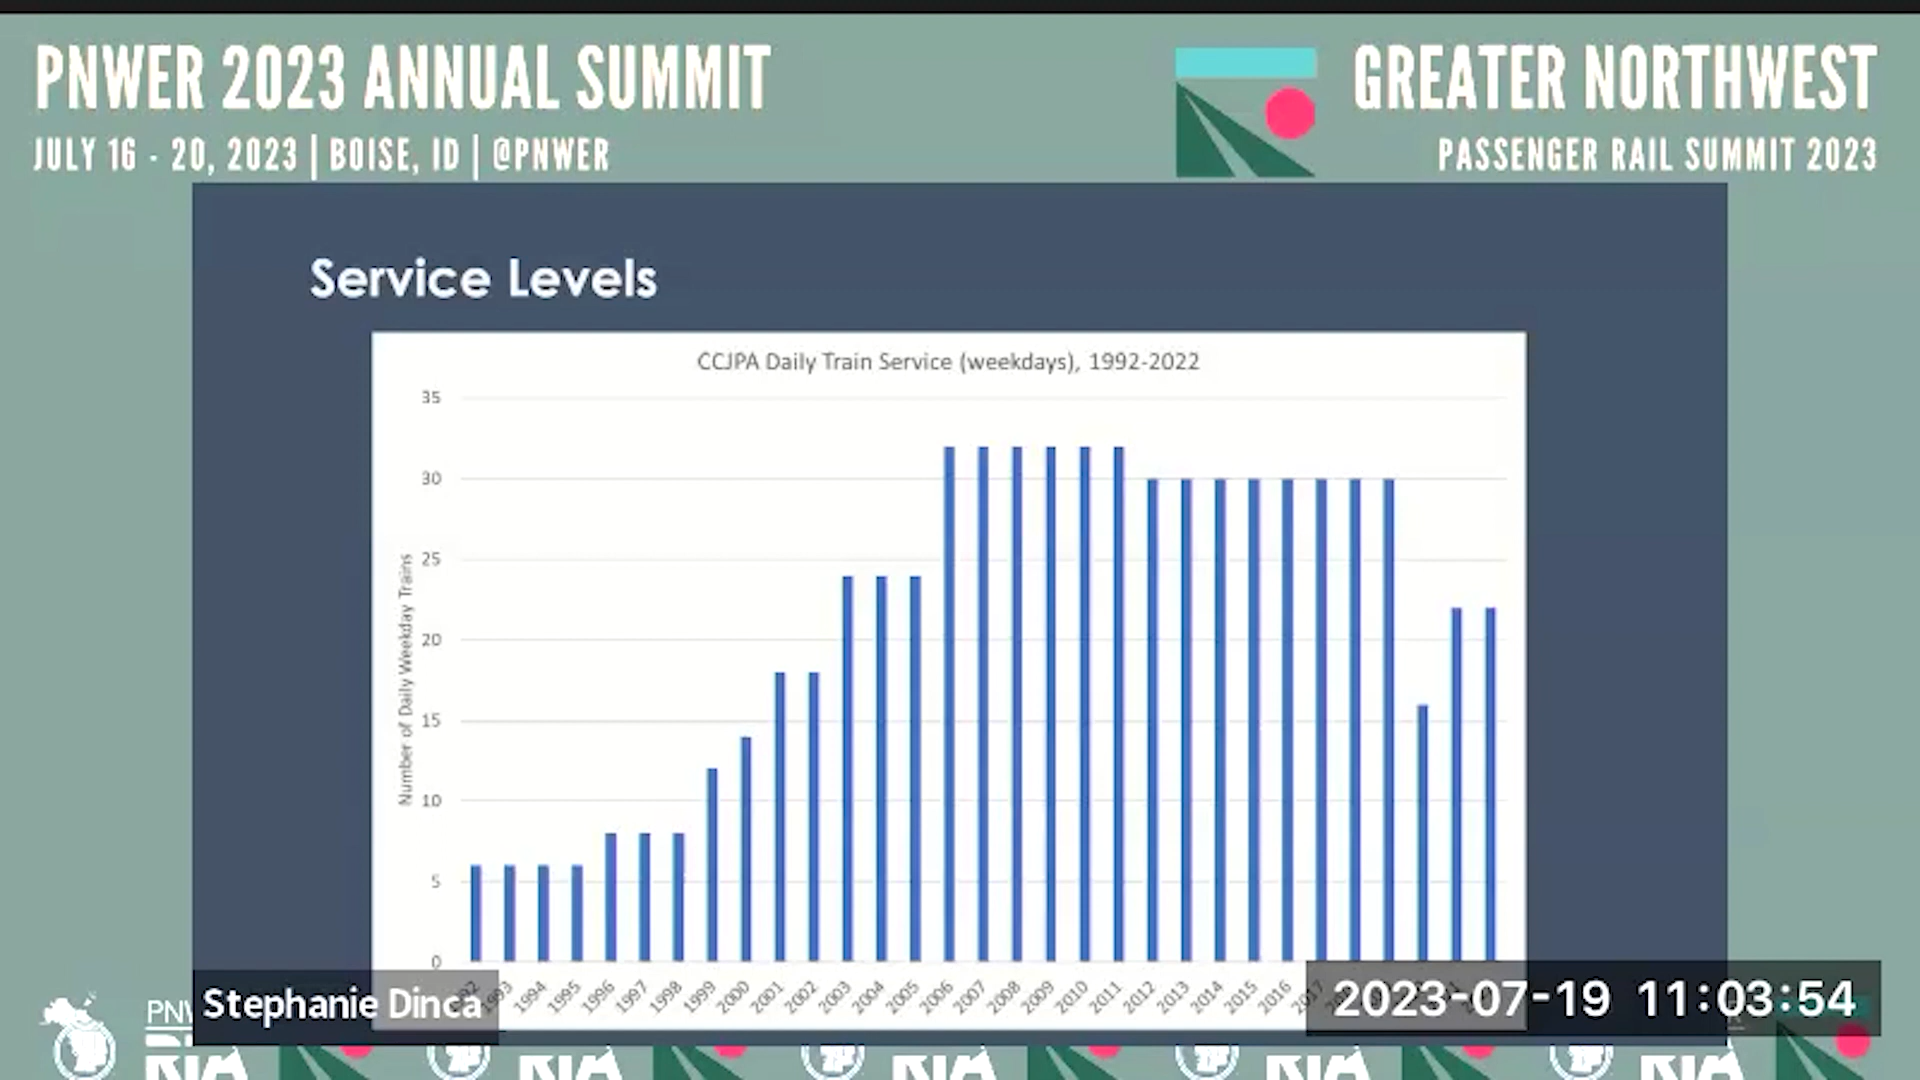 PNWER 2023 ANNUAL SUMMIT
JULY 16 - 20, 2023 | BOISE, ID | @PNWER
GREATER NORTHWEST
PASSENGER RAIL SUMMIT 2023
Service Levels
CCJPA Daily Train Service (weekdays), 1992-2022
Number of Daily Weekday Trains
35
30
25
20
15
10
5
0
1994 1995 1996 1997 1998 1999 2000 2001 2002 2003 2004 2005 2006 2007 2008 2009 2010 2011 2012 2013 2014 2015 2016
Stephanie Dinca
2023-07-19 11:03:54